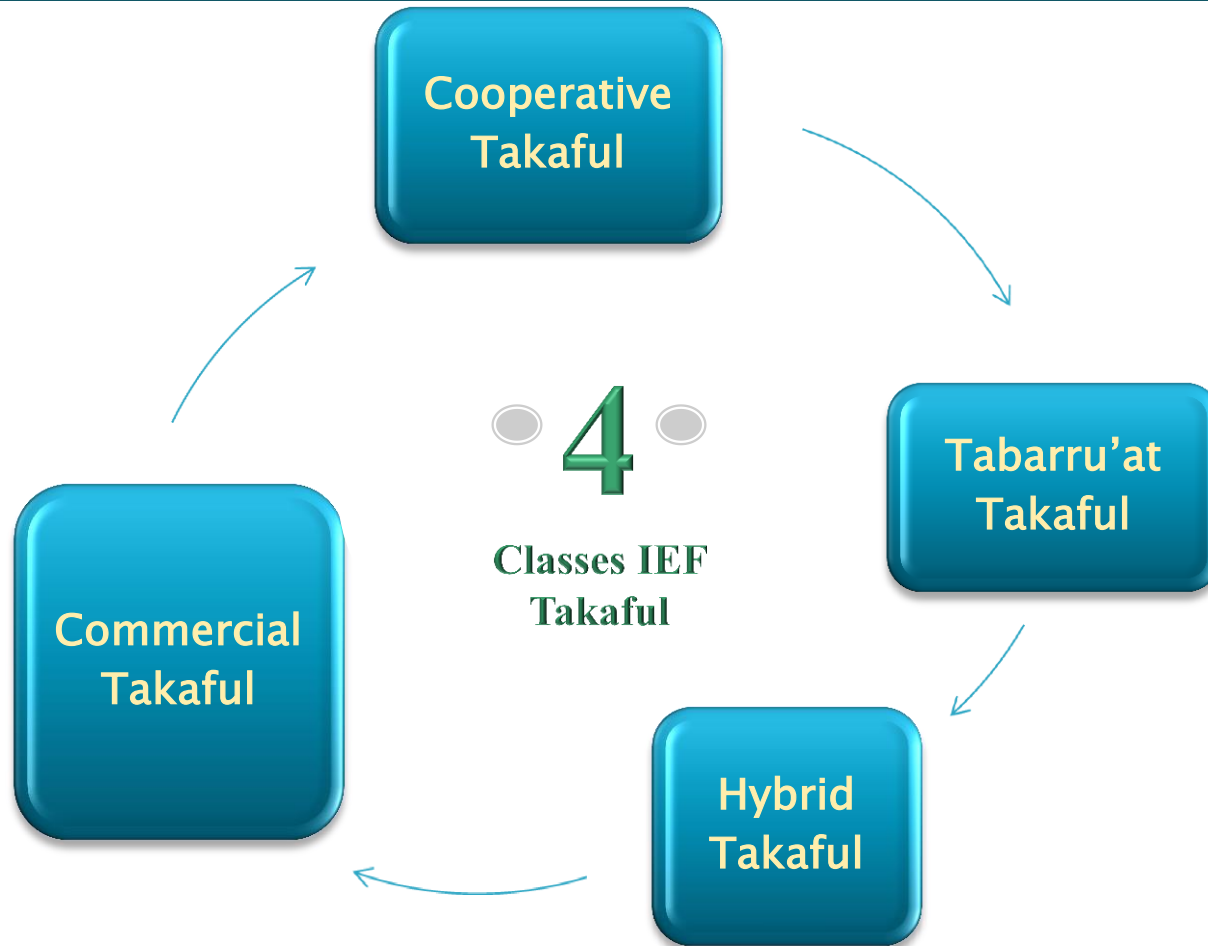 Cooperative
Takaful
Tabarru’at
Takaful
Hybrid
Takaful
Commercial
Takaful
4
Classes IEF
Takaful